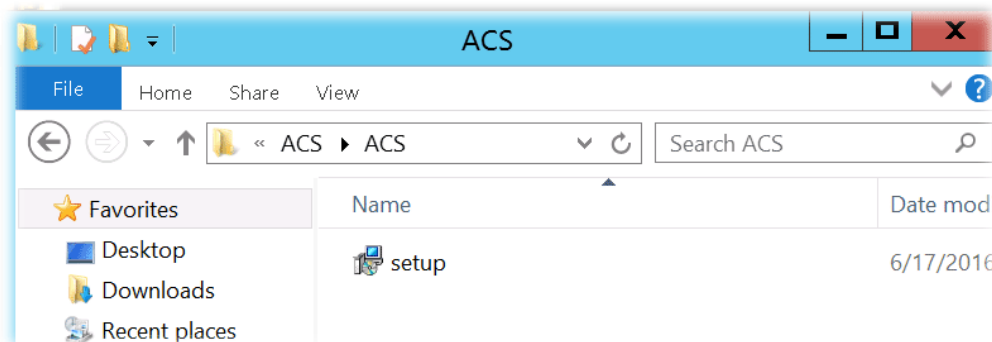 ACS
File Home Share View
« ACS ACS Search ACS
Favorites Name Date mod
Desktop setup 6/17/2016
Downloads
Recent places